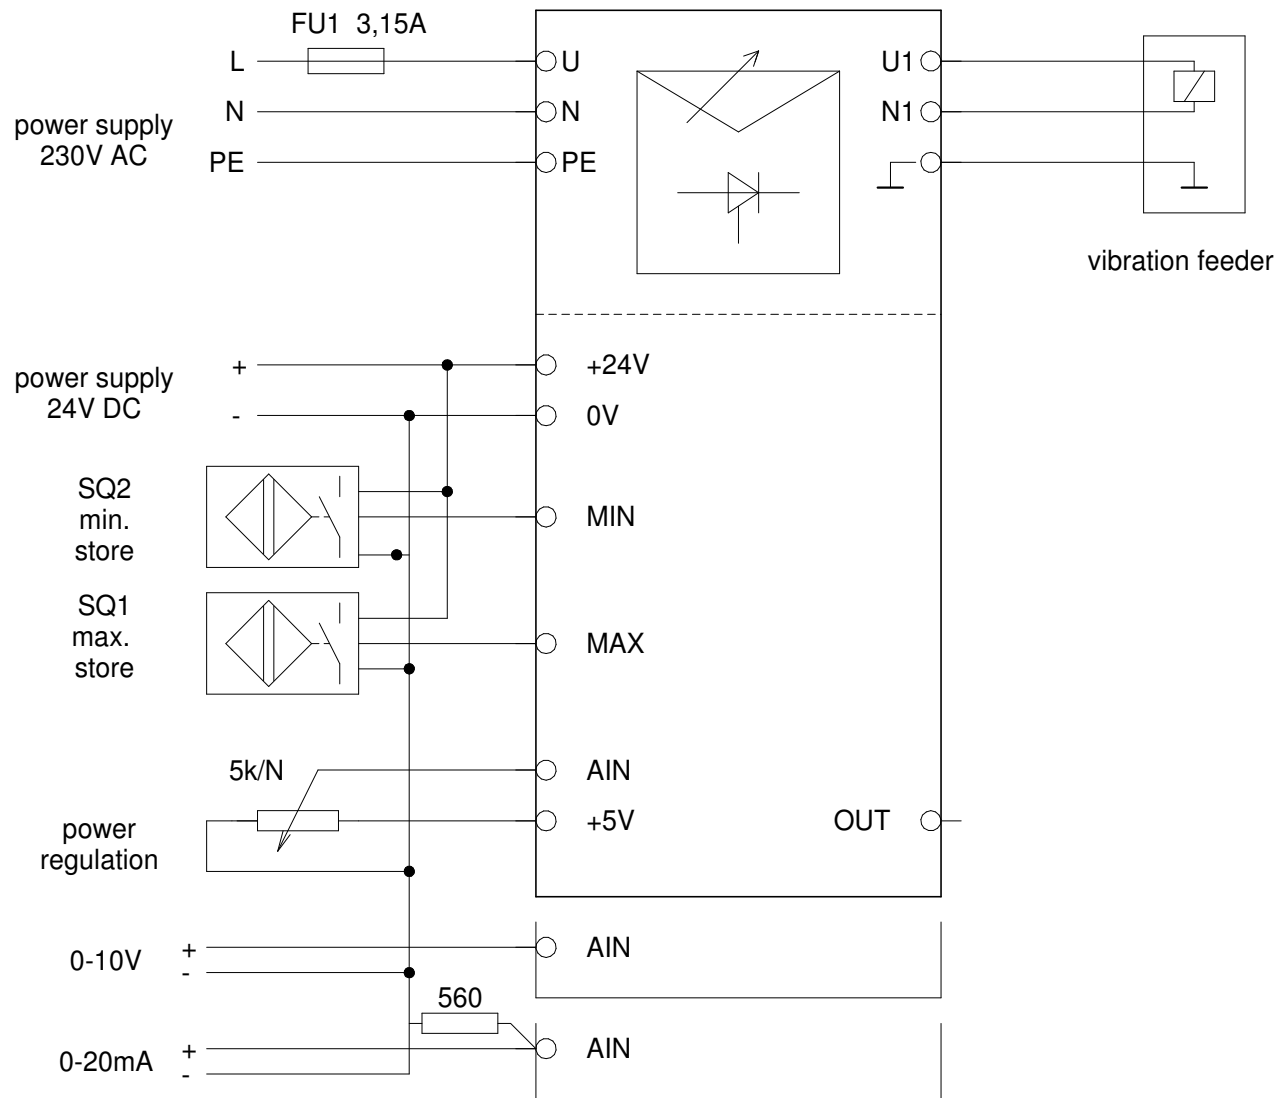 FU1 3,15A
L
U
U1
N
N
N1
power supply
230V AC
PE
PE
vibration feeder
+
+24V
power supply
24V DC
-
0V
SQ2
min.
store
MIN
SQ1
max.
store
MAX
5k/N
AIN
power
regulation
+5V
OUT
0-10V
+
-
AIN
560
0-20mA
+
-
AIN